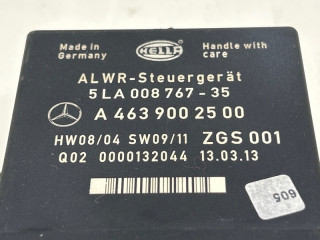 Made in Germany
HELLA
Handle with care
ALWR-Steuergerät
5 LA 008 767 - 35
A 463 900 25 00
HW08/04 SW09/11 ZGS 001
Q02 0000132044 13.03.13
605